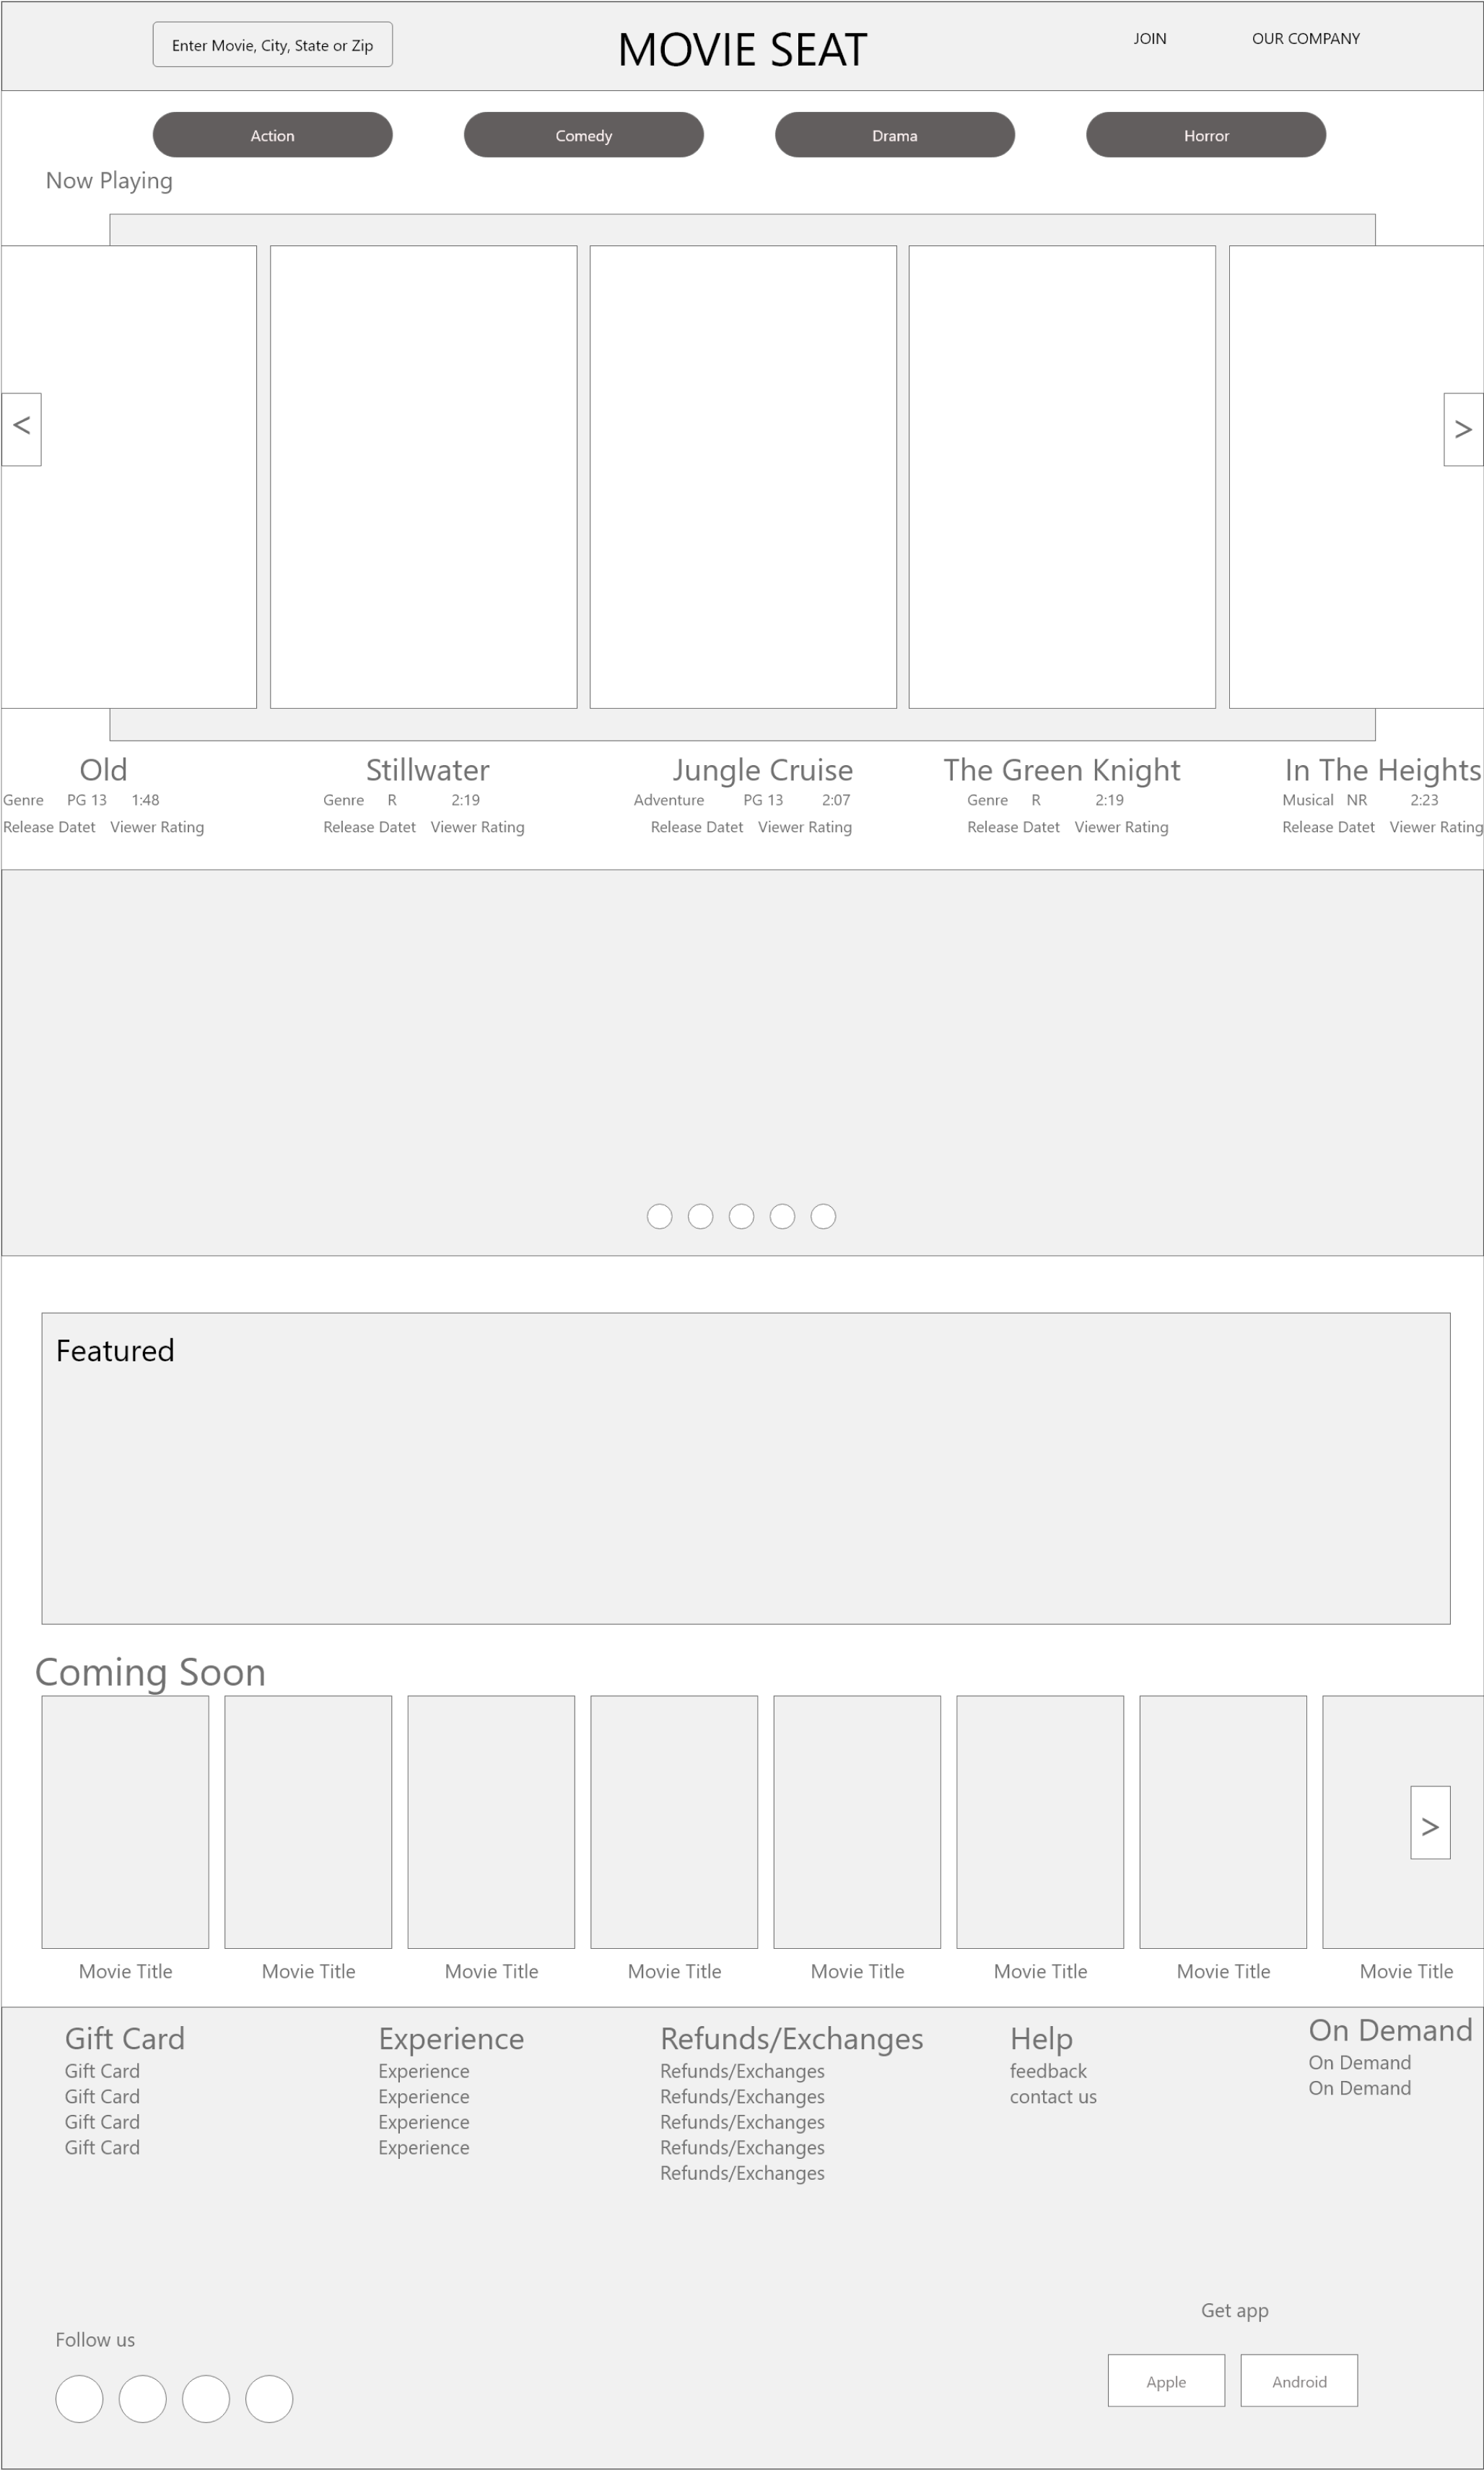 Enter Movie, City, State or Zip
MOVIE SEAT
JOIN
OUR COMPANY
Action
Comedy
Drama
Horror
Now Playing
<
>
Old
Genre PG 13 1:48
Release Datet Viewer Rating
Stillwater
Genre R 2:19
Release Datet Viewer Rating
Jungle Cruise
Adventure PG 13 2:07
Release Datet Viewer Rating
The Green Knight
Genre R 2:19
Release Datet Viewer Rating
In The Heights
Musical NR 2:23
Release Datet Viewer Rating
Featured
Coming Soon
>
Movie Title
Movie Title
Movie Title
Movie Title
Movie Title
Movie Title
Movie Title
Movie Title
Gift Card
Gift Card
Gift Card
Gift Card
Gift Card
Experience
Experience
Experience
Experience
Experience
Refunds/Exchanges
Refunds/Exchanges
Refunds/Exchanges
Refunds/Exchanges
Refunds/Exchanges
Refunds/Exchanges
Help
feedback
contact us
On Demand
On Demand
On Demand
Follow us
Get app
Apple
Android